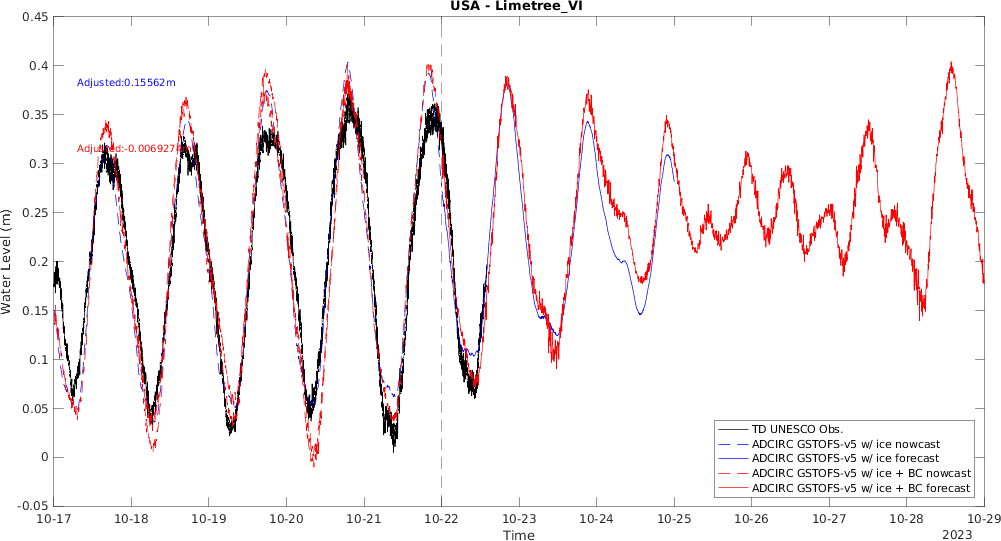 USA - Limetree_VI
0.45
0.4
0.35
0.3
0.25
0.2
0.15
0.1
0.05
0
-0.05
Water Level (m)
Adjusted:0.15562m
Adjusted:-0.0069274m
10-17
10-18
10-19
10-20
10-21
10-22
10-23
10-24
10-25
10-26
10-27
10-28
10-29
Time
2023
TD UNESCO Obs.
ADCIRC GSTOFS-v5 w/ ice nowcast
ADCIRC GSTOFS-v5 w/ ice forecast
ADCIRC GSTOFS-v5 w/ ice + BC nowcast
ADCIRC GSTOFS-v5 w/ ice + BC forecast